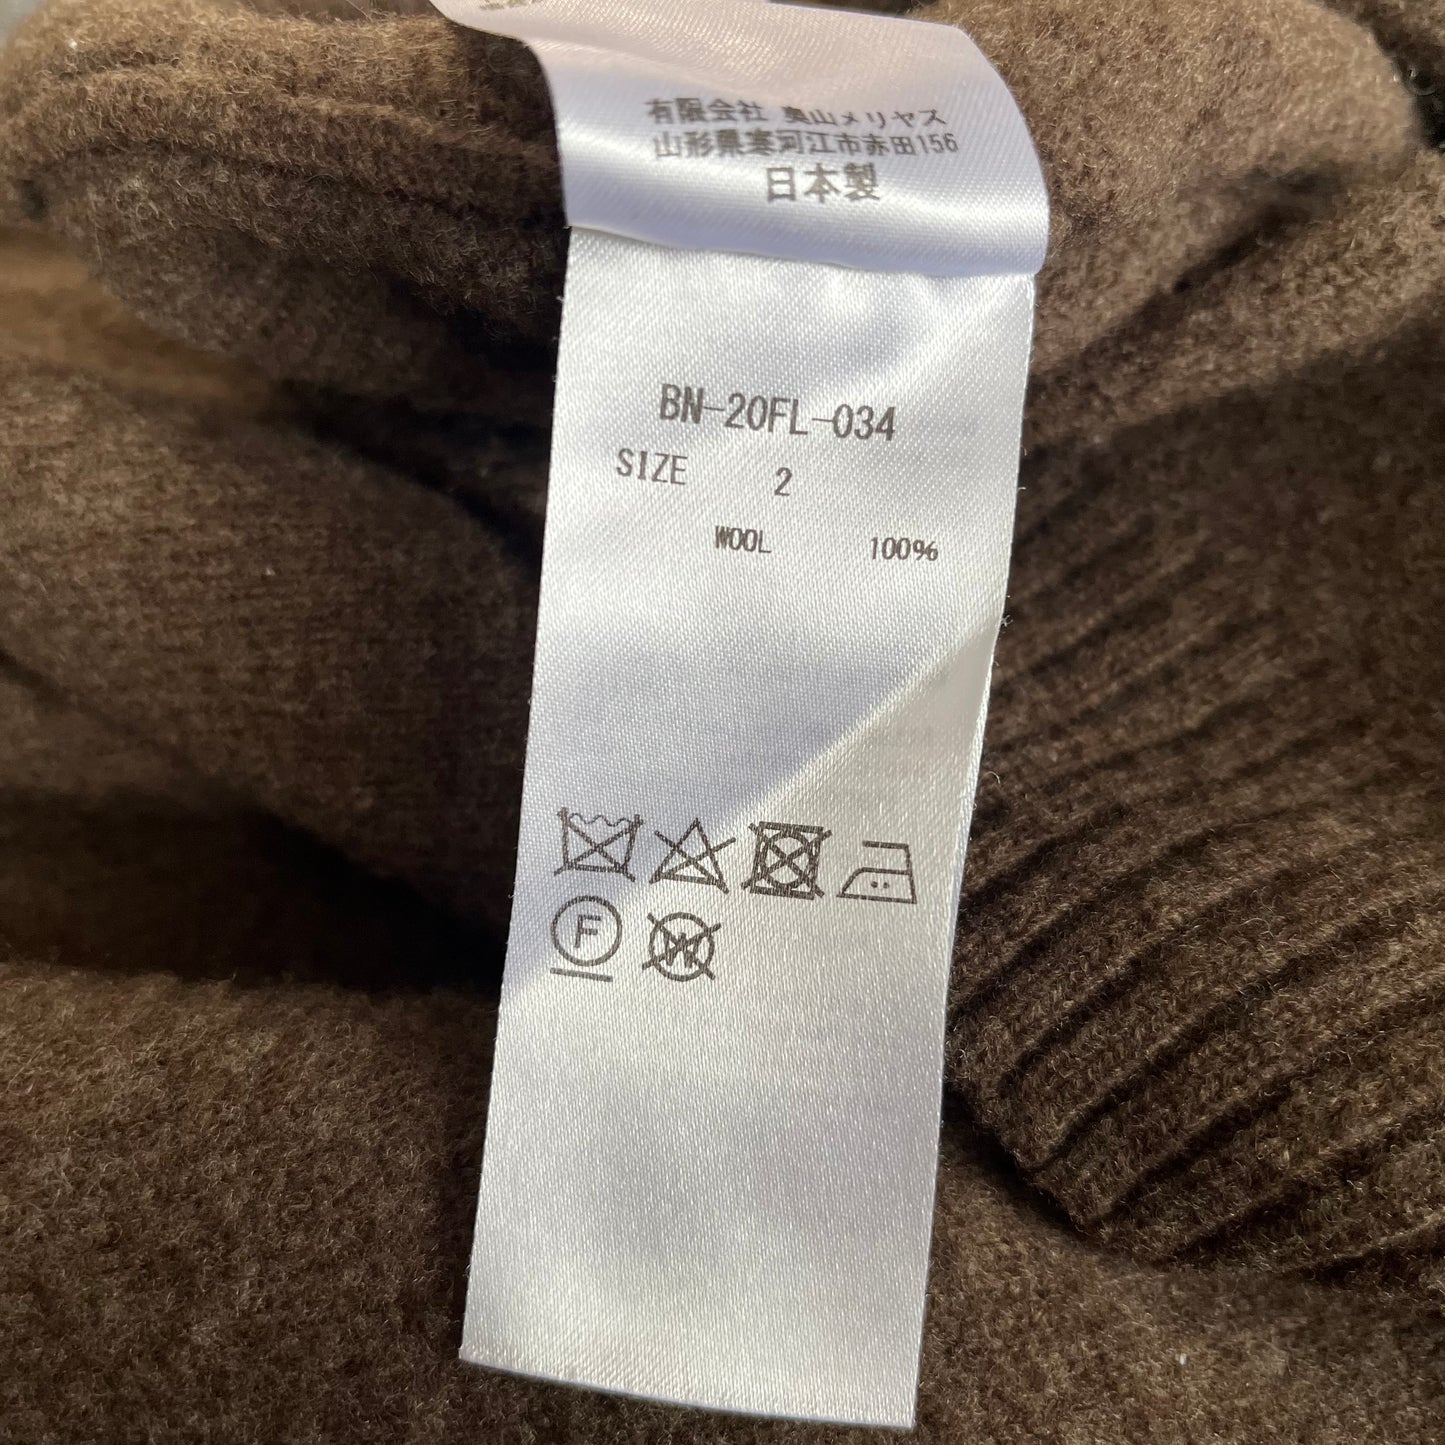 有限会社 奥山メリヤス
山形県寒河江市赤田156
日本製
BN-20FL-034
SIZE 2
WOOL 100%
F
W